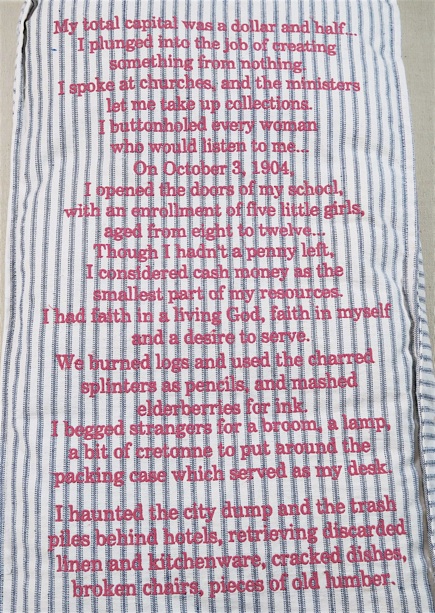 My total capital was a dollar and half...
I plunged into the job of creating
something from nothing.
I spoke at churches, and the ministers
let me take up collections.
I buttonholed every woman
who would listen to me...
On October 3, 1904,
I opened the doors of my school,
with an enrollment of five little girls,
aged from eight to twelve...
Though I hadn't a penny left,
I considered cash money as the
smallest part of my resources.
I had faith in a living God, faith in myself
and a desire to serve.
We burned logs and used the charred
splinters as pencils, and mashed
elderberries for ink.
I begged strangers for a broom, a lamp,
a bit of cretonne to put around the
packing case which served as my desk.
I haunted the city dump and the trash
piles behind hotels, retrieving discarded
linen and kitchenware, cracked dishes,
broken chairs, pieces of old lumber.